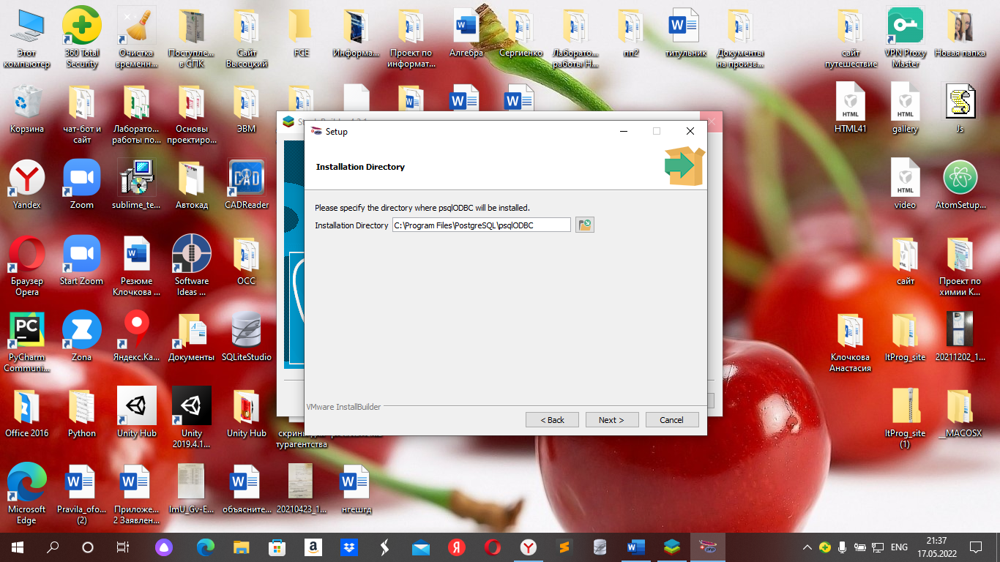 Этот
компьютер
360 Total
Security
Очистка
временн...
Поступле...
в СПК
Сайт
Высоцкий
FCE
Информа...
Проект по
информат...
Алгебра
Сергиенко
Лаборато...
работы Н...
пп2
титульник
Документы
на произв...
сайт
путешествие
VPN Proxy
Master
Новая папка
Корзина
чат-бот и
сайт
Лаборато...
работы по...
Основы
проектиро...
ЭВМ
HTML
HTML41
HTML
gallery
Js
Setup
Installation Directory
Please specify the directory where psqlODBC will be installed.
Installation Directory
C:\Program Files\PostgreSQL\psqlODBC
VMware InstallBuilder
< Back
Next >
Cancel
Yandex
Zoom
sublime_te...
Автокад
CAD
CADReader
HTML
video
AtomSetup...
Браузер
Opera
Start Zoom
Резюме
Клочкова ...
Software
Ideas ...
ОСС
сайт
Проект по
химии К...
PC
PyCharm
Communi...
Zona
Яндекс.Ка...
Документы
SQLiteStudio
Клочкова
Анастасия
ItProg_site
20211202_1...
Office 2016
Python
Unity Hub
Unity
2019.4.1...
Unity Hub
турагентства
ItProg_site
(1)
__MACOSX
Microsoft
Edge
Pravila_ofo...
(2)
Приложе...
2 Заявлен...
ImU_Gv-E...
объясните...
20210423_1...
нгешгд
ENG
21:37
17.05.2022